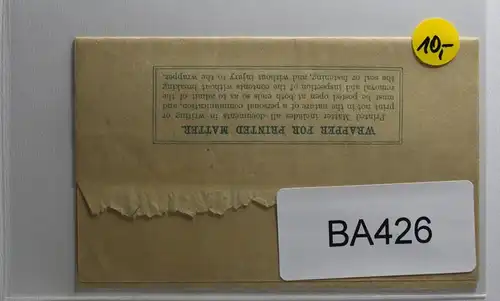 10,-
WRAPPER FOR PRINTED MATTER.
Printed Matter includes all documents in writing or
print not in the nature of a personal communication, and
must be posted open at both ends so as to admit of the
removal and inspection of the contents without breaking
the seal or fastening, and without injury to the wrapper.
BA426